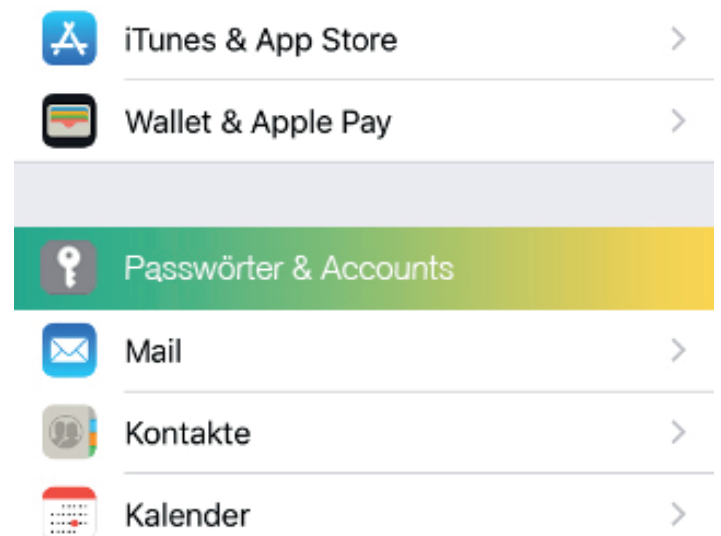 iTunes & App Store
Wallet & Apple Pay
Passwörter & Accounts
Mail
Kontakte
Kalender